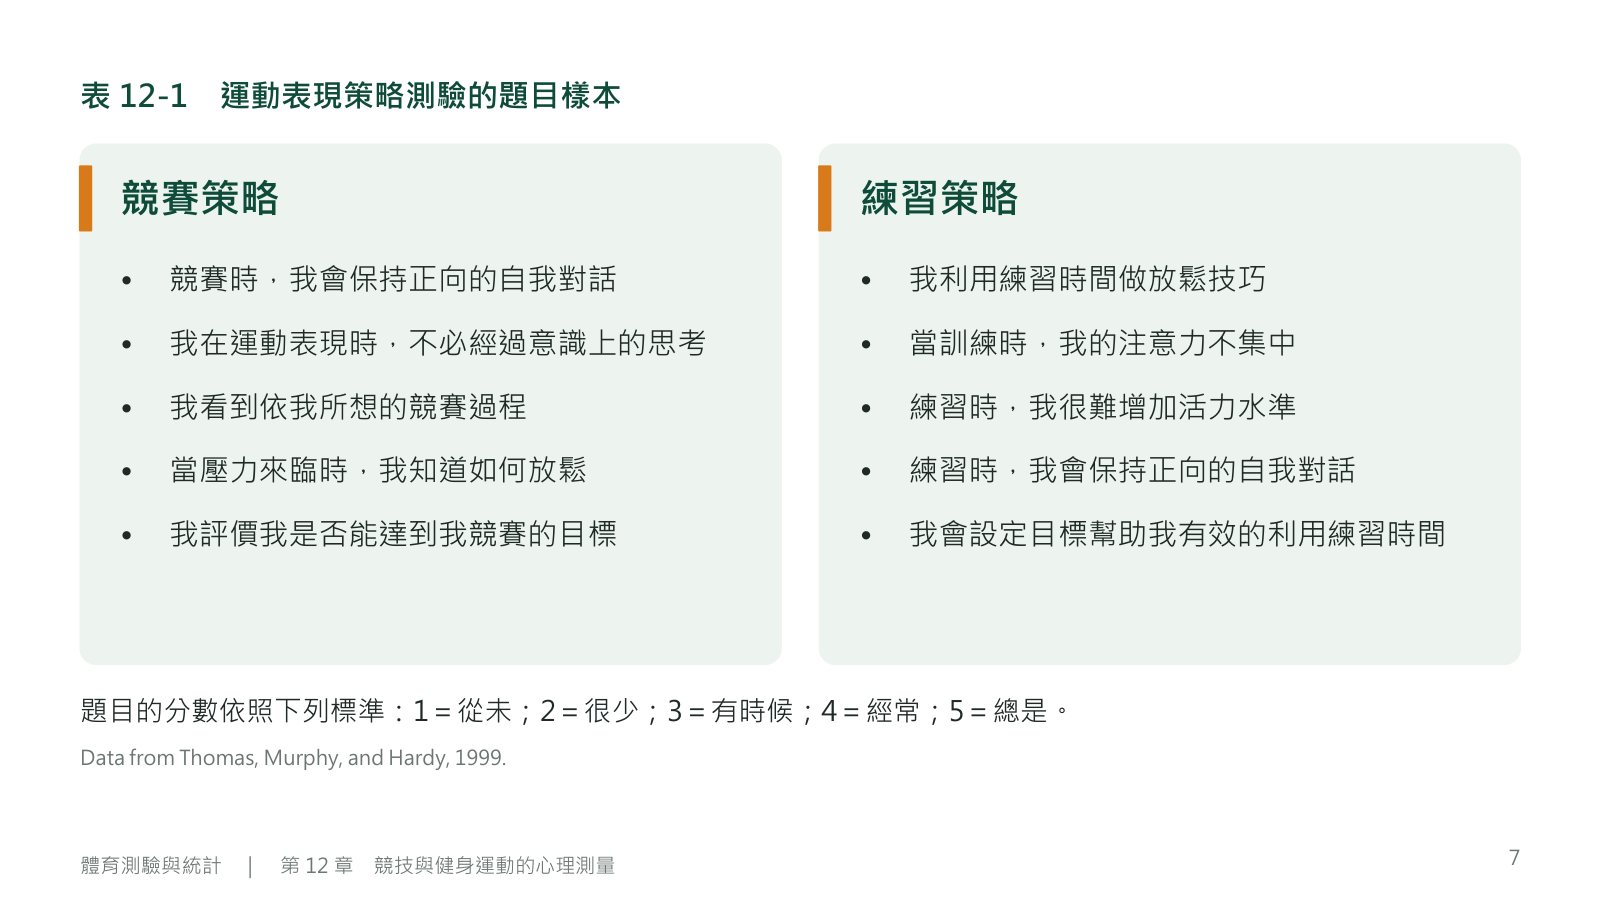 表 12-1　運動表現策略測驗的題目樣本
競賽策略
• 競賽時，我會保持正向的自我對話
• 我在運動表現時，不必經過意識上的思考
• 我看到依我所想的競賽過程
• 當壓力來臨時，我知道如何放鬆
• 我評價我是否能達到我競賽的目標
練習策略
• 我利用練習時間做放鬆技巧
• 當訓練時，我的注意力不集中
• 練習時，我很難增加活力水準
• 練習時，我會保持正向的自我對話
• 我會設定目標幫助我有效的利用練習時間
題目的分數依照下列標準：1＝從未；2＝很少；3＝有時候；4＝經常；5＝總是。
Data from Thomas, Murphy, and Hardy, 1999.
體育測驗與統計　|　第 12 章　競技與健身運動的心理測量
7